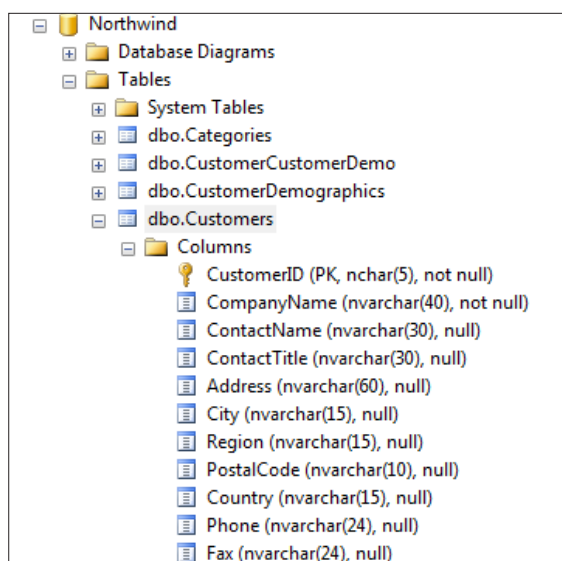 Northwind
Database Diagrams
Tables
System Tables
dbo.Categories
dbo.CustomerCustomerDemo
dbo.CustomerDemographics
dbo.Customers
Columns
CustomerID (PK, nchar(5), not null)
CompanyName (nvarchar(40), not null)
ContactName (nvarchar(30), null)
ContactTitle (nvarchar(30), null)
Address (nvarchar(60), null)
City (nvarchar(15), null)
Region (nvarchar(15), null)
PostalCode (nvarchar(10), null)
Country (nvarchar(15), null)
Phone (nvarchar(24), null)
Fax (nvarchar(24), null)